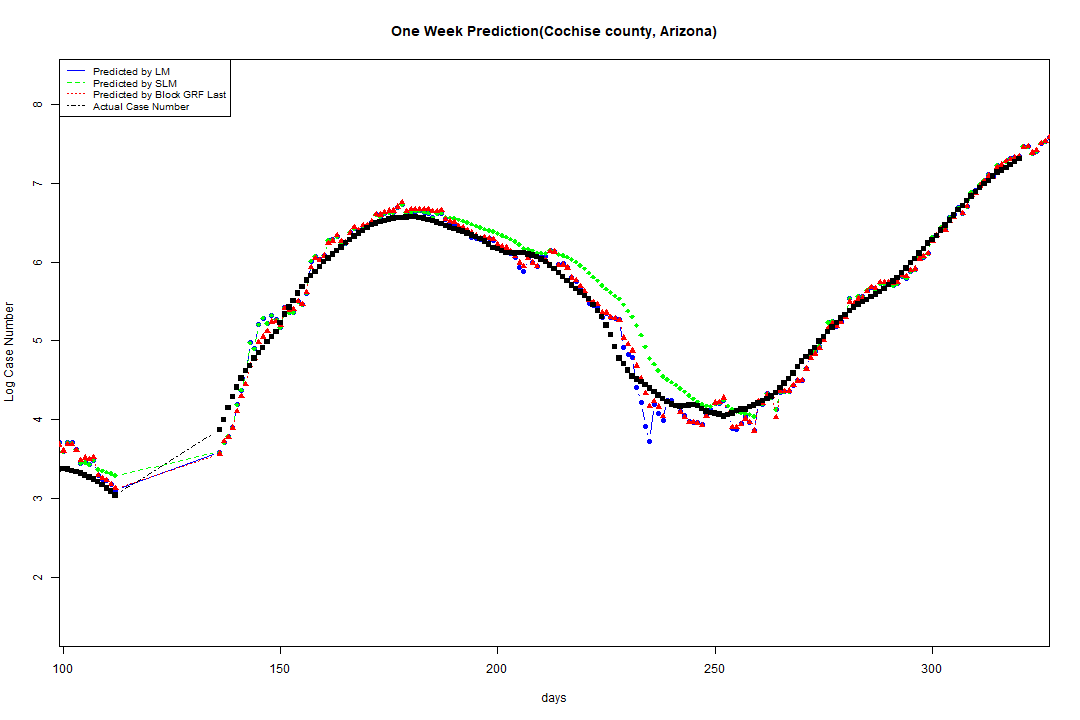 One Week Prediction(Cochise county, Arizona)
Predicted by LM
Predicted by SLM
Predicted by Block GRF Last
Actual Case Number
Log Case Number
8
7
6
5
4
3
2
100 150 200 250 300
days